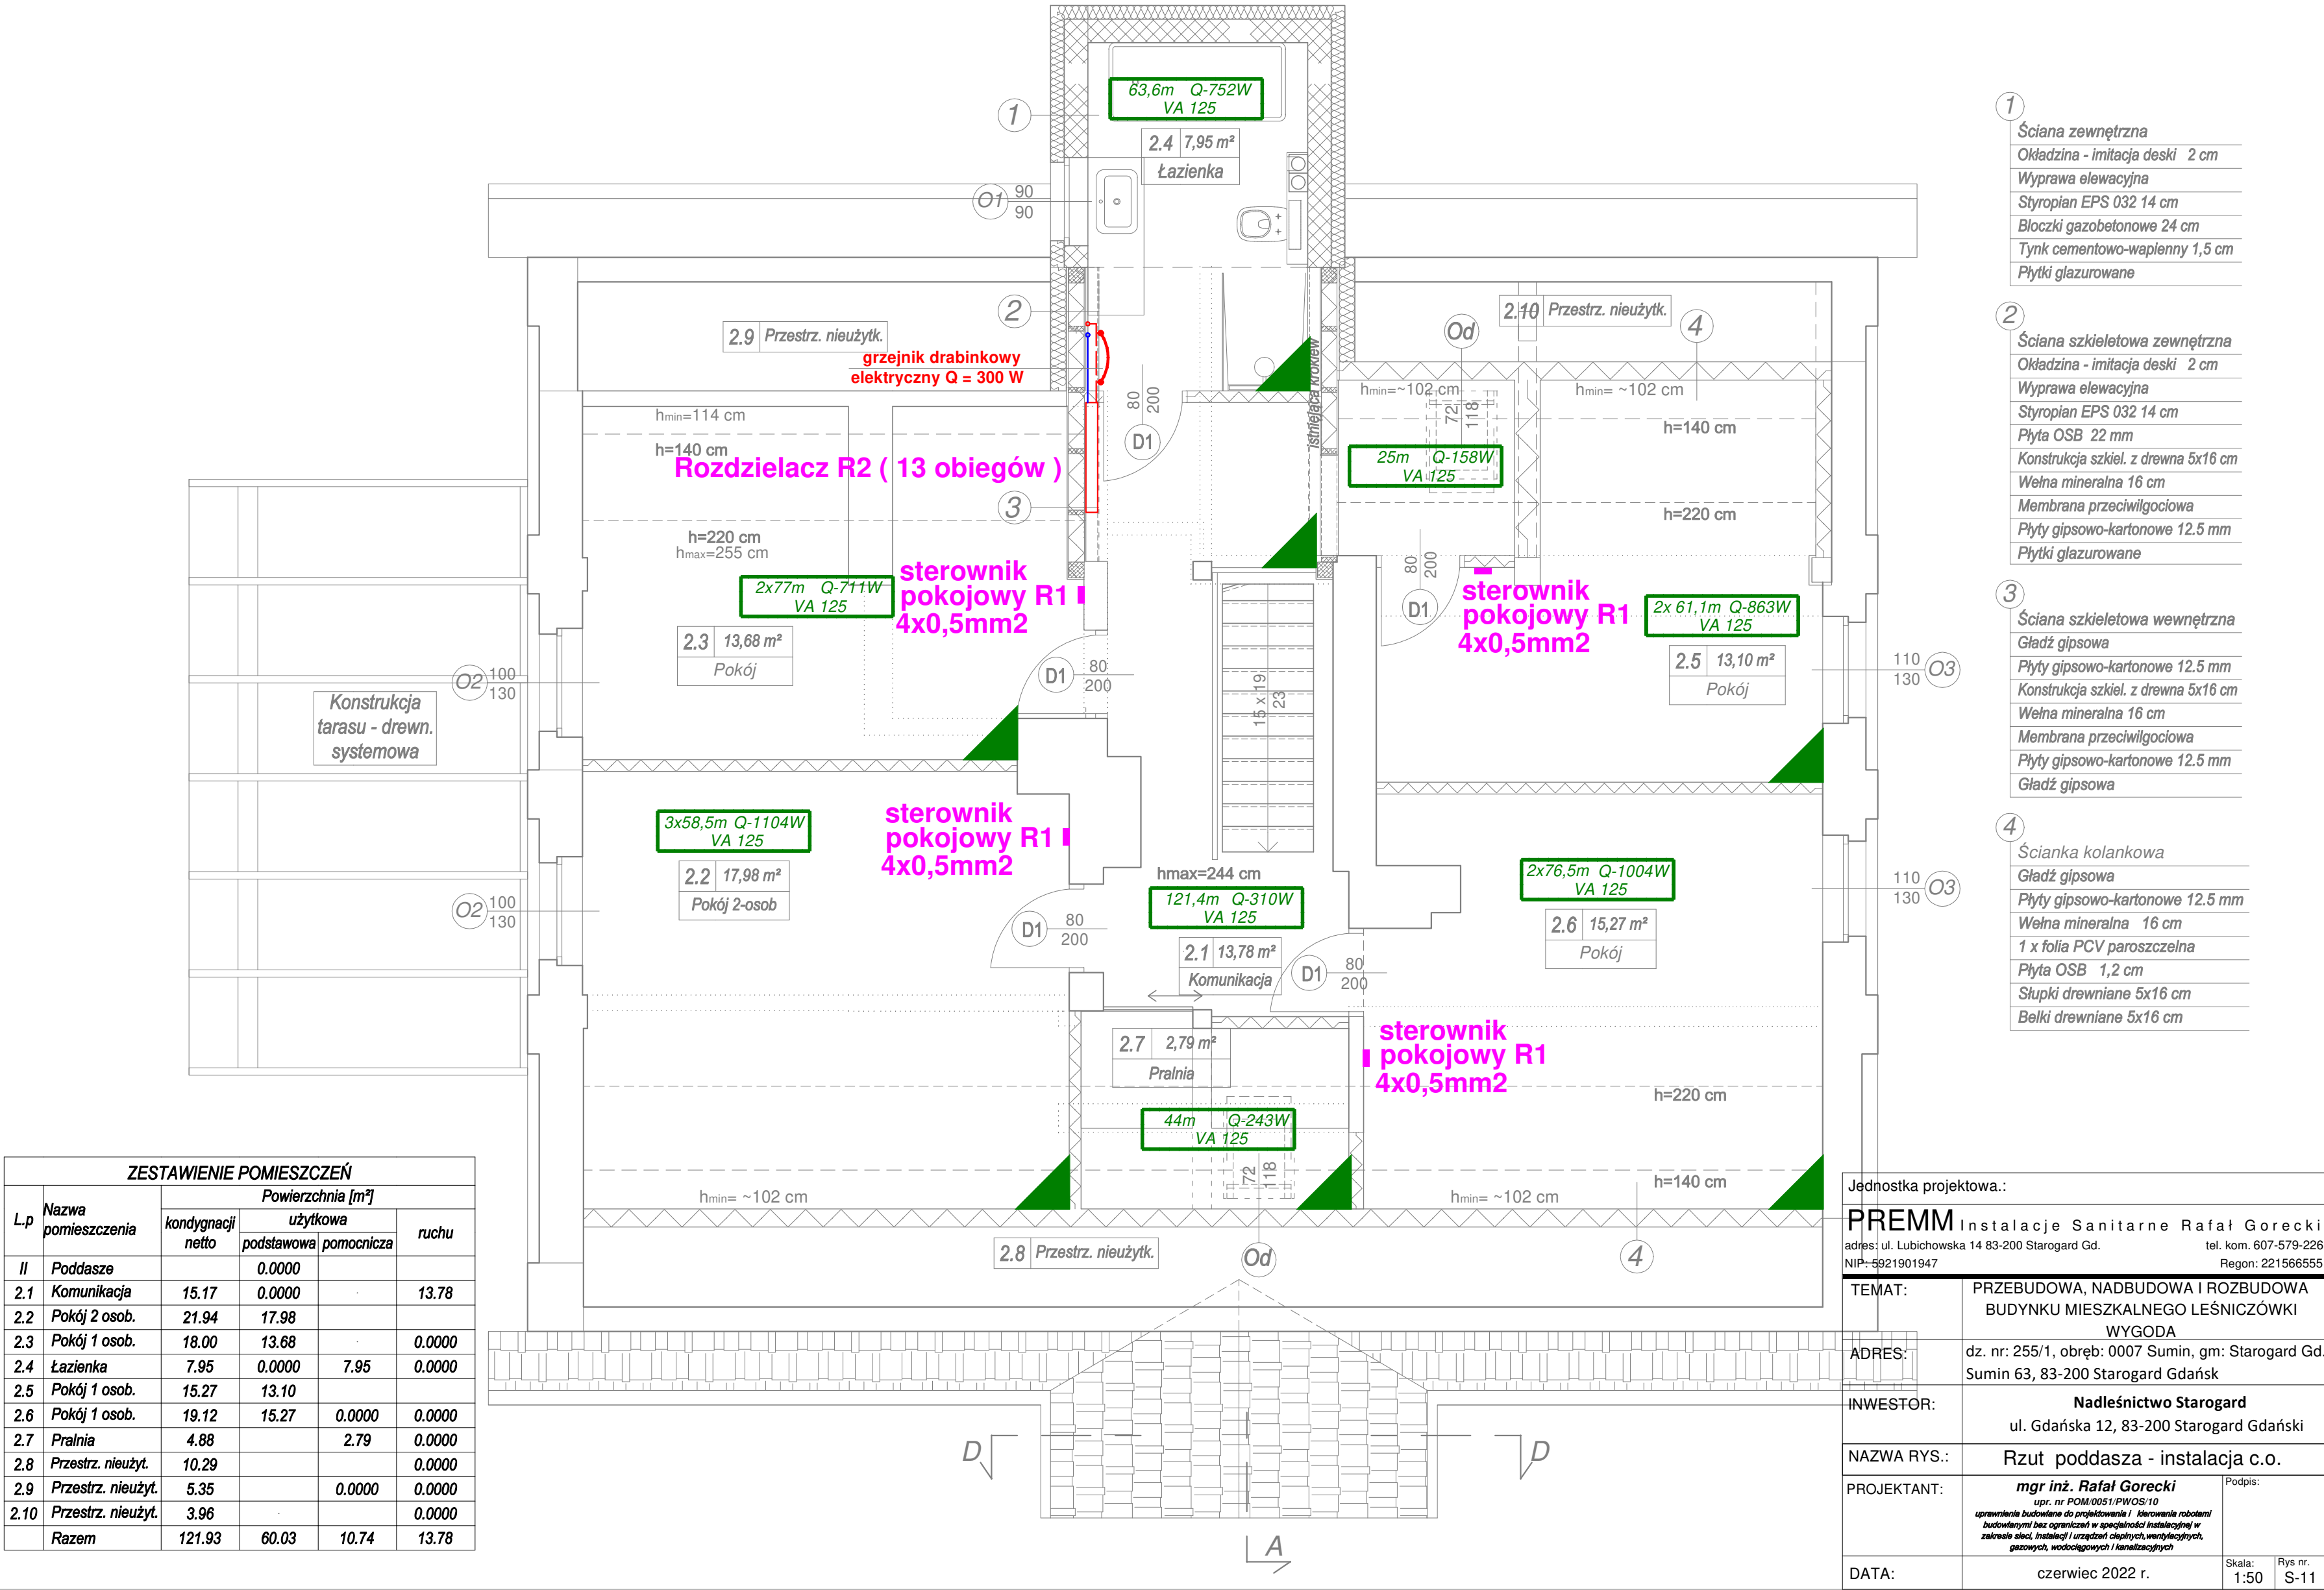 63,6m Q-752W
VA 125
1
2.4 7,95 m²
Łazienka
O1 90
90
2
2.9 Przestrz. nieużytk.
grzejnik drabinkowy
elektryczny Q = 300 W
2.10 Przestrz. nieużytk.
Od
4
hmin=114 cm
h=140 cm
Rozdzielacz R2 ( 13 obiegów )
80
200
D1
istniejąca krokiew
hmin=~102 cm
72
118
hmin= ~102 cm
h=140 cm
25m Q-158W
VA 125
3
h=220 cm
hmax=255 cm
h=220 cm
2x77m Q-711W
VA 125
sterownik
pokojowy R1
4x0,5mm2
80
200
D1
sterownik
pokojowy R1
4x0,5mm2
2x 61,1m Q-863W
VA 125
2.3 13,68 m²
Pokój
D1 80
200
15 x 19
23
2.5 13,10 m²
Pokój
O2 100
130
110
130 O3
Konstrukcja
tarasu - drewn.
systemowa
3x58,5m Q-1104W
VA 125
sterownik
pokojowy R1
4x0,5mm2
2.2 17,98 m²
Pokój 2-osob
hmax=244 cm
121,4m Q-310W
VA 125
2x76,5m Q-1004W
VA 125
110
130 O3
O2 100
130
D1 80
200
2.1 13,78 m²
Komunikacja
D1 80
200
2.6 15,27 m²
Pokój
2.7 2,79 m²
Pralnia
sterownik
pokojowy R1
4x0,5mm2
44m Q-243W
VA 125
72
118
h=220 cm
hmin= ~102 cm
hmin= ~102 cm
h=140 cm
2.8 Przestrz. nieużytk.
Od
4
D
D
A
1
Ściana zewnętrzna
Okładzina - imitacja deski 2 cm
Wyprawa elewacyjna
Styropian EPS 032 14 cm
Bloczki gazobetonowe 24 cm
Tynk cementowo-wapienny 1,5 cm
Płytki glazurowane
2
Ściana szkieletowa zewnętrzna
Okładzina - imitacja deski 2 cm
Wyprawa elewacyjna
Styropian EPS 032 14 cm
Płyta OSB 22 mm
Konstrukcja szkiel. z drewna 5x16 cm
Wełna mineralna 16 cm
Membrana przeciwilgociowa
Płyty gipsowo-kartonowe 12.5 mm
Płytki glazurowane
3
Ściana szkieletowa wewnętrzna
Gładź gipsowa
Płyty gipsowo-kartonowe 12.5 mm
Konstrukcja szkiel. z drewna 5x16 cm
Wełna mineralna 16 cm
Membrana przeciwilgociowa
Płyty gipsowo-kartonowe 12.5 mm
Gładź gipsowa
4
Ścianka kolankowa
Gładź gipsowa
Płyty gipsowo-kartonowe 12.5 mm
Wełna mineralna 16 cm
1 x folia PCV paroszczelna
Płyta OSB 1,2 cm
Słupki drewniane 5x16 cm
Belki drewniane 5x16 cm
ZESTAWIENIE POMIESZCZEŃ
L.p Nazwa pomieszczenia Powierzchnia [m²]
kondygnacji netto użytkowa ruchu
podstawowa pomocnicza
II Poddasze 0.0000
2.1 Komunikacja 15.17 0.0000 - 13.78
2.2 Pokój 2 osob. 21.94 17.98
2.3 Pokój 1 osob. 18.00 13.68 - 0.0000
2.4 Łazienka 7.95 0.0000 7.95 0.0000
2.5 Pokój 1 osob. 15.27 13.10
2.6 Pokój 1 osob. 19.12 15.27 0.0000 0.0000
2.7 Pralnia 4.88 2.79 0.0000
2.8 Przestrz. nieużyt. 10.29 0.0000
2.9 Przestrz. nieużyt. 5.35 0.0000 0.0000
2.10 Przestrz. nieużyt. 3.96 - 0.0000
Razem 121.93 60.03 10.74 13.78
Jednostka projektowa.:
PREMM Instalacje Sanitarne Rafał Gorecki
adres: ul. Lubichowska 14 83-200 Starogard Gd. tel. kom. 607-579-226
NIP: 5921901947 Regon: 221566555
TEMAT: PRZEBUDOWA, NADBUDOWA I ROZBUDOWA
BUDYNKU MIESZKALNEGO LEŚNICZÓWKI
WYGODA
ADRES: dz. nr: 255/1, obręb: 0007 Sumin, gm: Starogard Gd.
Sumin 63, 83-200 Starogard Gdańsk
INWESTOR: Nadleśnictwo Starogard
ul. Gdańska 12, 83-200 Starogard Gdański
NAZWA RYS.: Rzut poddasza - instalacja c.o.
PROJEKTANT: mgr inż. Rafał Gorecki Podpis:
upr. nr POM/0051/PWOS/10
uprawnienia budowlane do projektowania i kierowania robotami
budowlanymi bez ograniczeń w specjalności instalacyjnej w
zakresie sieci, instalacji i urządzeń cieplnych,wentylacyjnych,
gazowych, wodociągowych i kanalizacyjnych
DATA: czerwiec 2022 r. Skala: 1:50 Rys nr. S-11